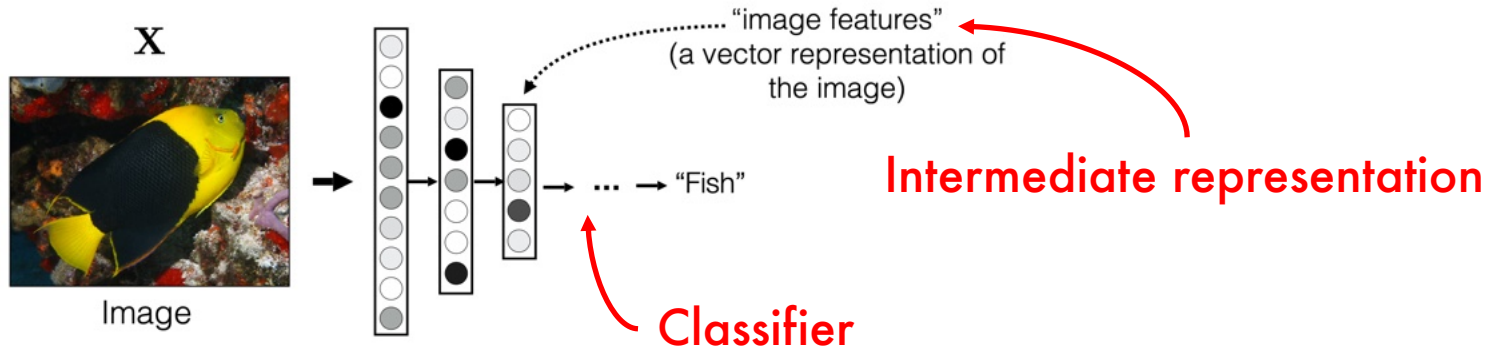 X
Image
“image features”
(a vector representation of
the image)
... “Fish”
Intermediate representation
Classifier